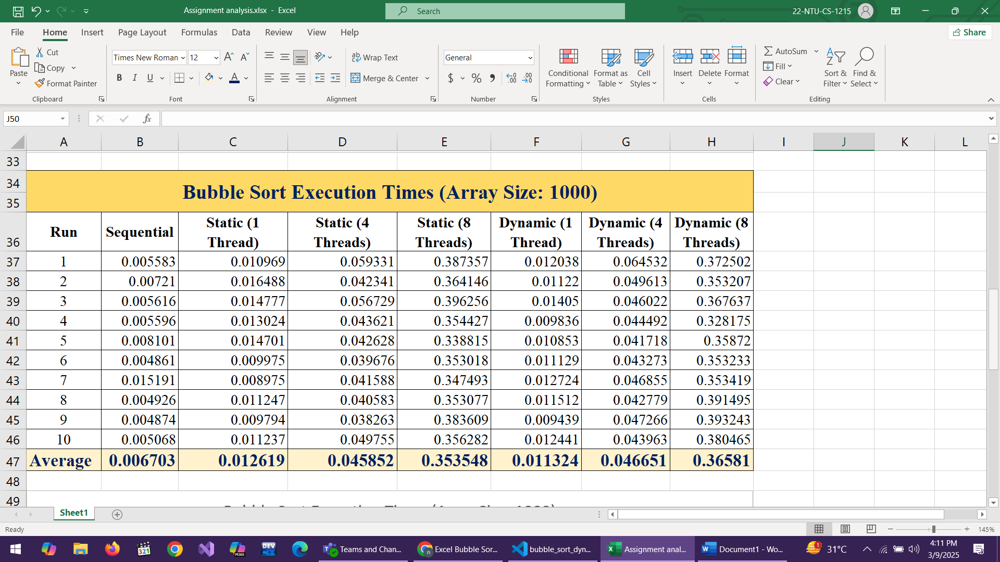 Assignment analysis.xlsx - Excel
Search
22-NTU-CS-1215
File Home Insert Page Layout Formulas Data Review View Help
Share
Paste
Cut
Copy
Format Painter
Clipboard
Times New Roman 12
B I U
Font
Wrap Text
Merge & Center
Alignment
General
$ % ,
Number
Conditional Formatting
Format as Table
Cell Styles
Styles
Insert Delete Format
Cells
AutoSum
Fill
Clear
Sort & Filter
Find & Select
Editing
J50
fx
A B C D E F G H I J K L
33
34
35
Bubble Sort Execution Times (Array Size: 1000)
36 Run Sequential Static (1 Thread) Static (4 Threads) Static (8 Threads) Dynamic (1 Thread) Dynamic (4 Threads) Dynamic (8 Threads)
37 1 0.005583 0.010969 0.059331 0.387357 0.012038 0.064532 0.372502
38 2 0.00721 0.016488 0.042341 0.364146 0.01122 0.049613 0.353207
39 3 0.005616 0.014777 0.056729 0.396256 0.01405 0.046022 0.367637
40 4 0.005596 0.013024 0.043621 0.354427 0.009836 0.044492 0.328175
41 5 0.008101 0.014701 0.042628 0.338815 0.010853 0.041718 0.35872
42 6 0.004861 0.009975 0.039676 0.353018 0.011129 0.043273 0.353233
43 7 0.015191 0.008975 0.041588 0.347493 0.012724 0.046855 0.353419
44 8 0.004926 0.011247 0.040583 0.353077 0.011512 0.042779 0.391495
45 9 0.004874 0.009794 0.038263 0.383609 0.009439 0.047266 0.393243
46 10 0.005068 0.011237 0.049755 0.356282 0.012441 0.043963 0.380465
47 Average 0.006703 0.012619 0.045852 0.353548 0.011324 0.046651 0.36581
48
49
Sheet1
Ready
145%
Teams and Chan...
Excel Bubble Sor...
bubble_sort_dyn...
Assignment anal...
Document1 - Wo...
31°C
4:11 PM
3/9/2025